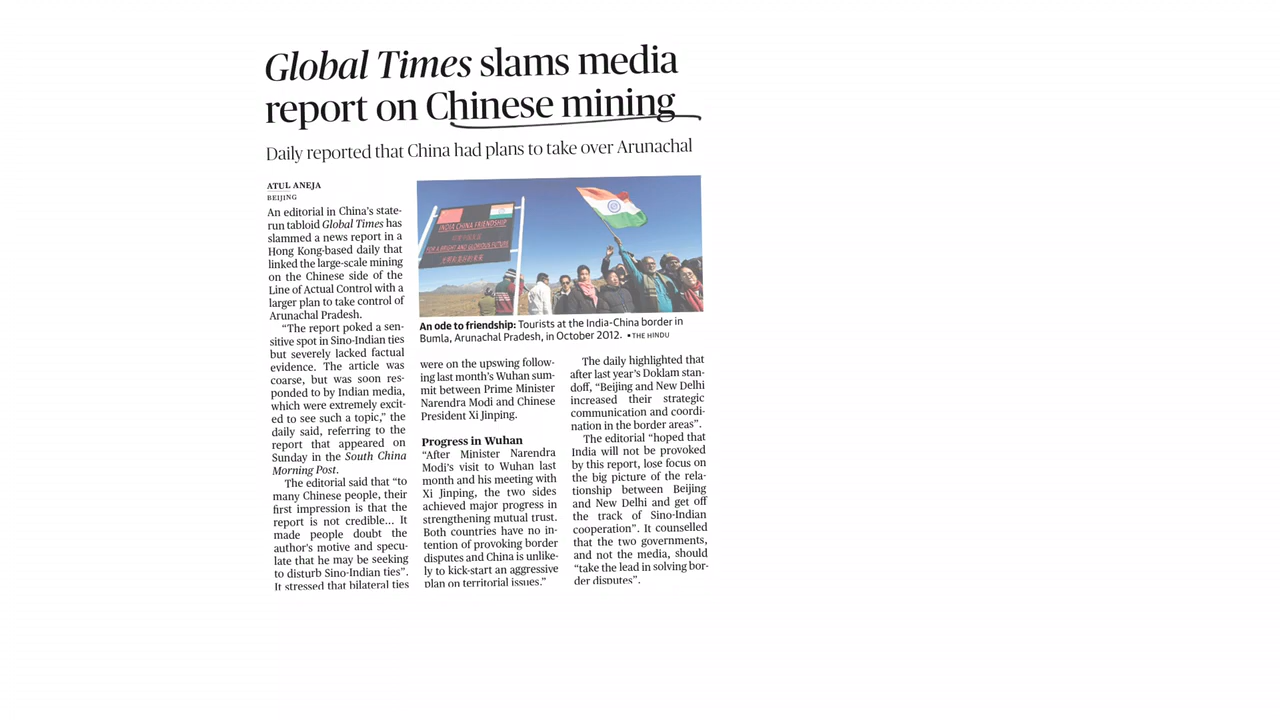 Global Times slams media
report on Chinese mining
Daily reported that China had plans to take over Arunachal
ATUL ANEJA
BEIJING
An editorial in China's state-
run tabloid Global Times has
slammed a news report in a
Hong Kong-based daily that
linked the large-scale mining
on the Chinese side of the
Line of Actual Control with a
larger plan to take control of
Arunachal Pradesh.
“The report poked a sen-
sitive spot in Sino-Indian ties
but severely lacked factual
evidence. The article was
coarse, but was soon res-
ponded to by Indian media,
which were extremely excit-
ed to see such a topic,” the
daily said, referring to the
report that appeared on
Sunday in the South China
Morning Post.
The editorial said that “to
many Chinese people, their
first impression is that the
report is not credible... It
made people doubt the
author's motive and specu-
late that he may be seeking
to disturb Sino-Indian ties”.
It stressed that bilateral ties
INDIA CHINA FRIENDSHIP
FOR A BRIGHT AND GLORIOUS FUTURE
An ode to friendship: Tourists at the India-China border in
Bumla, Arunachal Pradesh, in October 2012. ▪THE HINDU
were on the upswing follow-
ing last month's Wuhan sum-
mit between Prime Minister
Narendra Modi and Chinese
President Xi Jinping.
Progress in Wuhan
“After Minister Narendra
Modi's visit to Wuhan last
month and his meeting with
Xi Jinping, the two sides
achieved major progress in
strengthening mutual trust.
Both countries have no in-
tention of provoking border
disputes and China is unlike-
ly to kick-start an aggressive
plan on territorial issues.”
The daily highlighted that
after last year's Doklam stan-
doff, “Beijing and New Delhi
increased their strategic
communication and coordi-
nation in the border areas”.
The editorial “hoped that
India will not be provoked
by this report, lose focus on
the big picture of the rela-
tionship between Beijing
and New Delhi and get off
the track of Sino-Indian
cooperation”. It counselled
that the two governments,
and not the media, should
“take the lead in solving bor-
der disputes”.